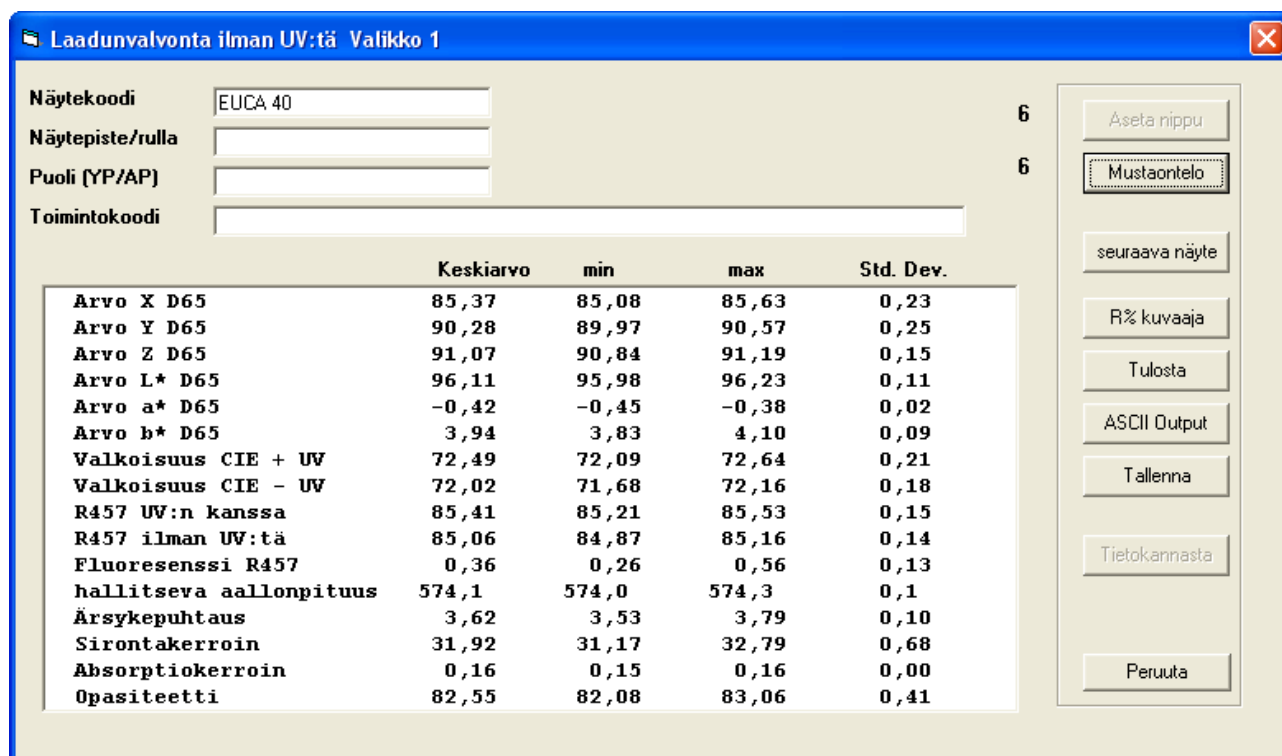 Laadunvalvonta ilman UV:tä Valikko 1
Näytekoodi EUCA 40 6 Aseta nippu
Näytepiste/rulla
Puoli (YP/AP) 6 Mustaontelo
Toimintokoodi
seuraava näyte
Keskiarvo min max Std. Dev.
Arvo X D65 85,37 85,08 85,63 0,23
Arvo Y D65 90,28 89,97 90,57 0,25 R% kuvaaja
Arvo Z D65 91,07 90,84 91,19 0,15
Arvo L* D65 96,11 95,98 96,23 0,11 Tulosta
Arvo a* D65 -0,42 -0,45 -0,38 0,02
Arvo b* D65 3,94 3,83 4,10 0,09 ASCII Output
Valkoisuus CIE + UV 72,49 72,09 72,64 0,21
Valkoisuus CIE - UV 72,02 71,68 72,16 0,18 Tallenna
R457 UV:n kanssa 85,41 85,21 85,53 0,15
R457 ilman UV:tä 85,06 84,87 85,16 0,14
Fluoresenssi R457 0,36 0,26 0,56 0,13 Tietokannasta
hallitseva aallonpituus 574,1 574,0 574,3 0,1
Ärsykepuhtaus 3,62 3,53 3,79 0,10
Sirontakerroin 31,92 31,17 32,79 0,68
Absorptiokerroin 0,16 0,15 0,16 0,00 Peruuta
Opasiteetti 82,55 82,08 83,06 0,41